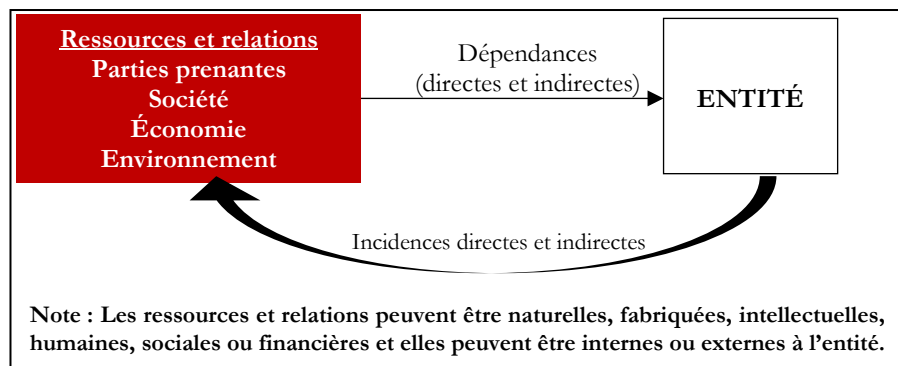 Ressources et relations
Parties prenantes
Société
Économie
Environnement
Dépendances
(directes et indirectes)
ENTITÉ
Incidences directes et indirectes
Note : Les ressources et relations peuvent être naturelles, fabriquées, intellectuelles,
humaines, sociales ou financières et elles peuvent être internes ou externes à l'entité.